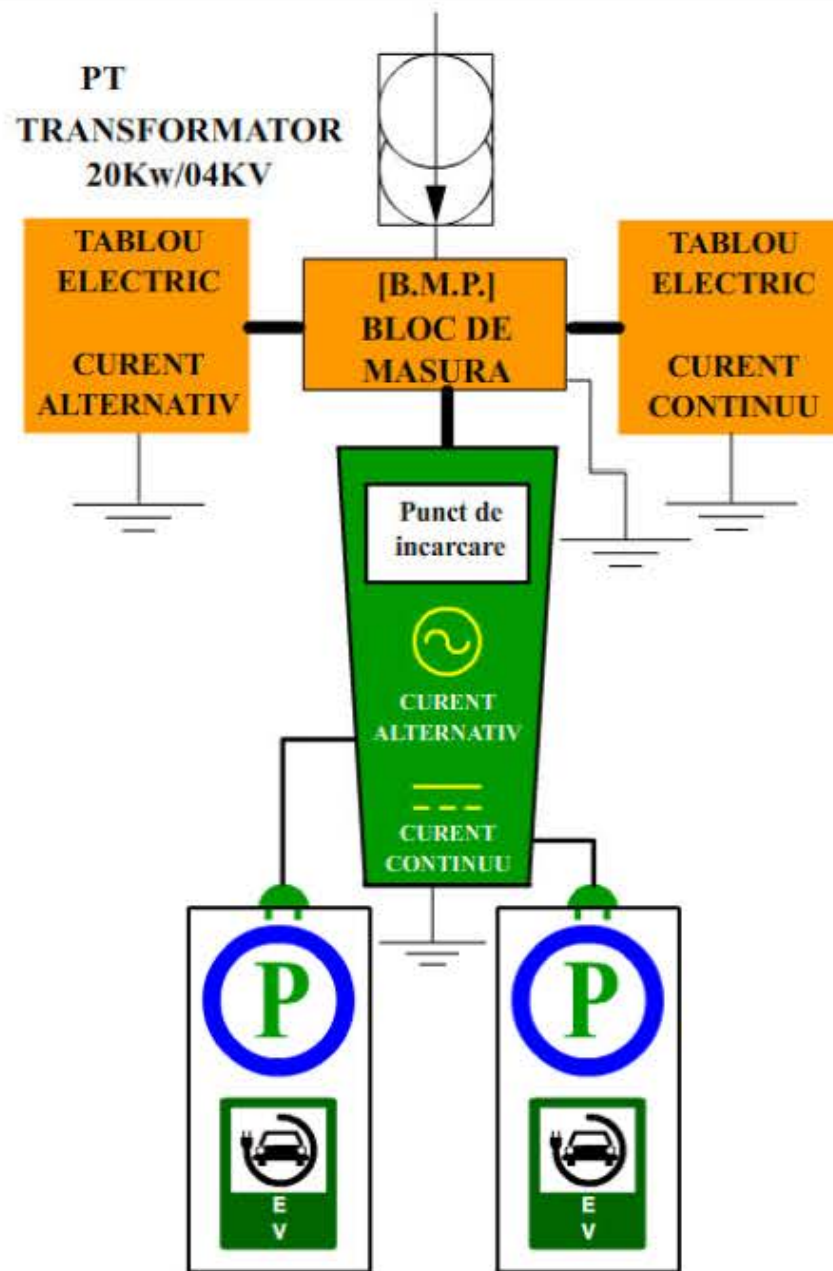 PT
TRANSFORMATOR
20Kw/04KV
TABLOU
ELECTRIC
CURENT
ALTERNATIV
[B.M.P.]
BLOC DE
MASURA
TABLOU
ELECTRIC
CURENT
CONTINUU
Punct de
incarcare
CURENT
ALTERNATIV
CURENT
CONTINUU
P
E
V
P
E
V